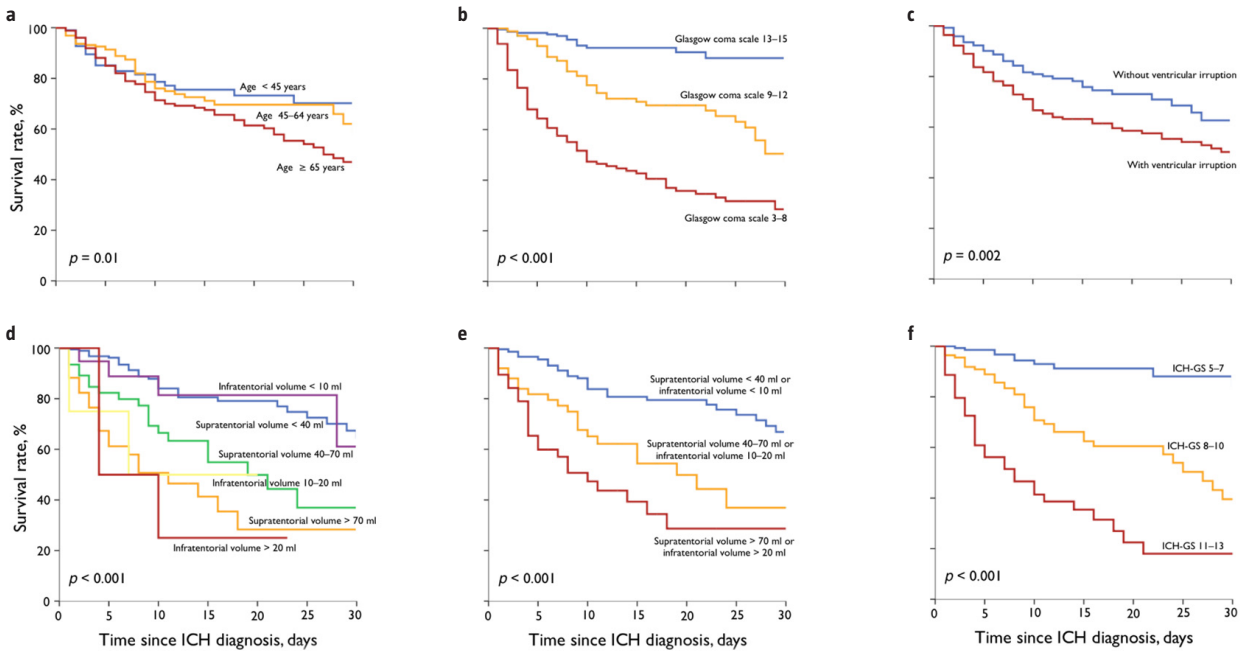 a
100
80
60
40
20
0
Survival rate, %
Age < 45 years
Age 45–64 years
Age ≥ 65 years
p = 0.01
b
Glasgow coma scale 13–15
Glasgow coma scale 9–12
Glasgow coma scale 3–8
p < 0.001
c
Without ventricular irruption
With ventricular irruption
p = 0.002
d
100
80
60
40
20
0
Survival rate, %
Infratentorial volume < 10 ml
Supratentorial volume < 40 ml
Supratentorial volume 40–70 ml
Infratentorial volume 10–20 ml
Supratentorial volume > 70 ml
Infratentorial volume > 20 ml
p < 0.001
0 5 10 15 20 25 30
Time since ICH diagnosis, days
e
Supratentorial volume < 40 ml or
infratentorial volume < 10 ml
Supratentorial volume 40–70 ml or
infratentorial volume 10–20 ml
Supratentorial volume > 70 ml or
infratentorial volume > 20 ml
p < 0.001
0 5 10 15 20 25 30
Time since ICH diagnosis, days
f
ICH-GS 5–7
ICH-GS 8–10
ICH-GS 11–13
p < 0.001
0 5 10 15 20 25 30
Time since ICH diagnosis, days